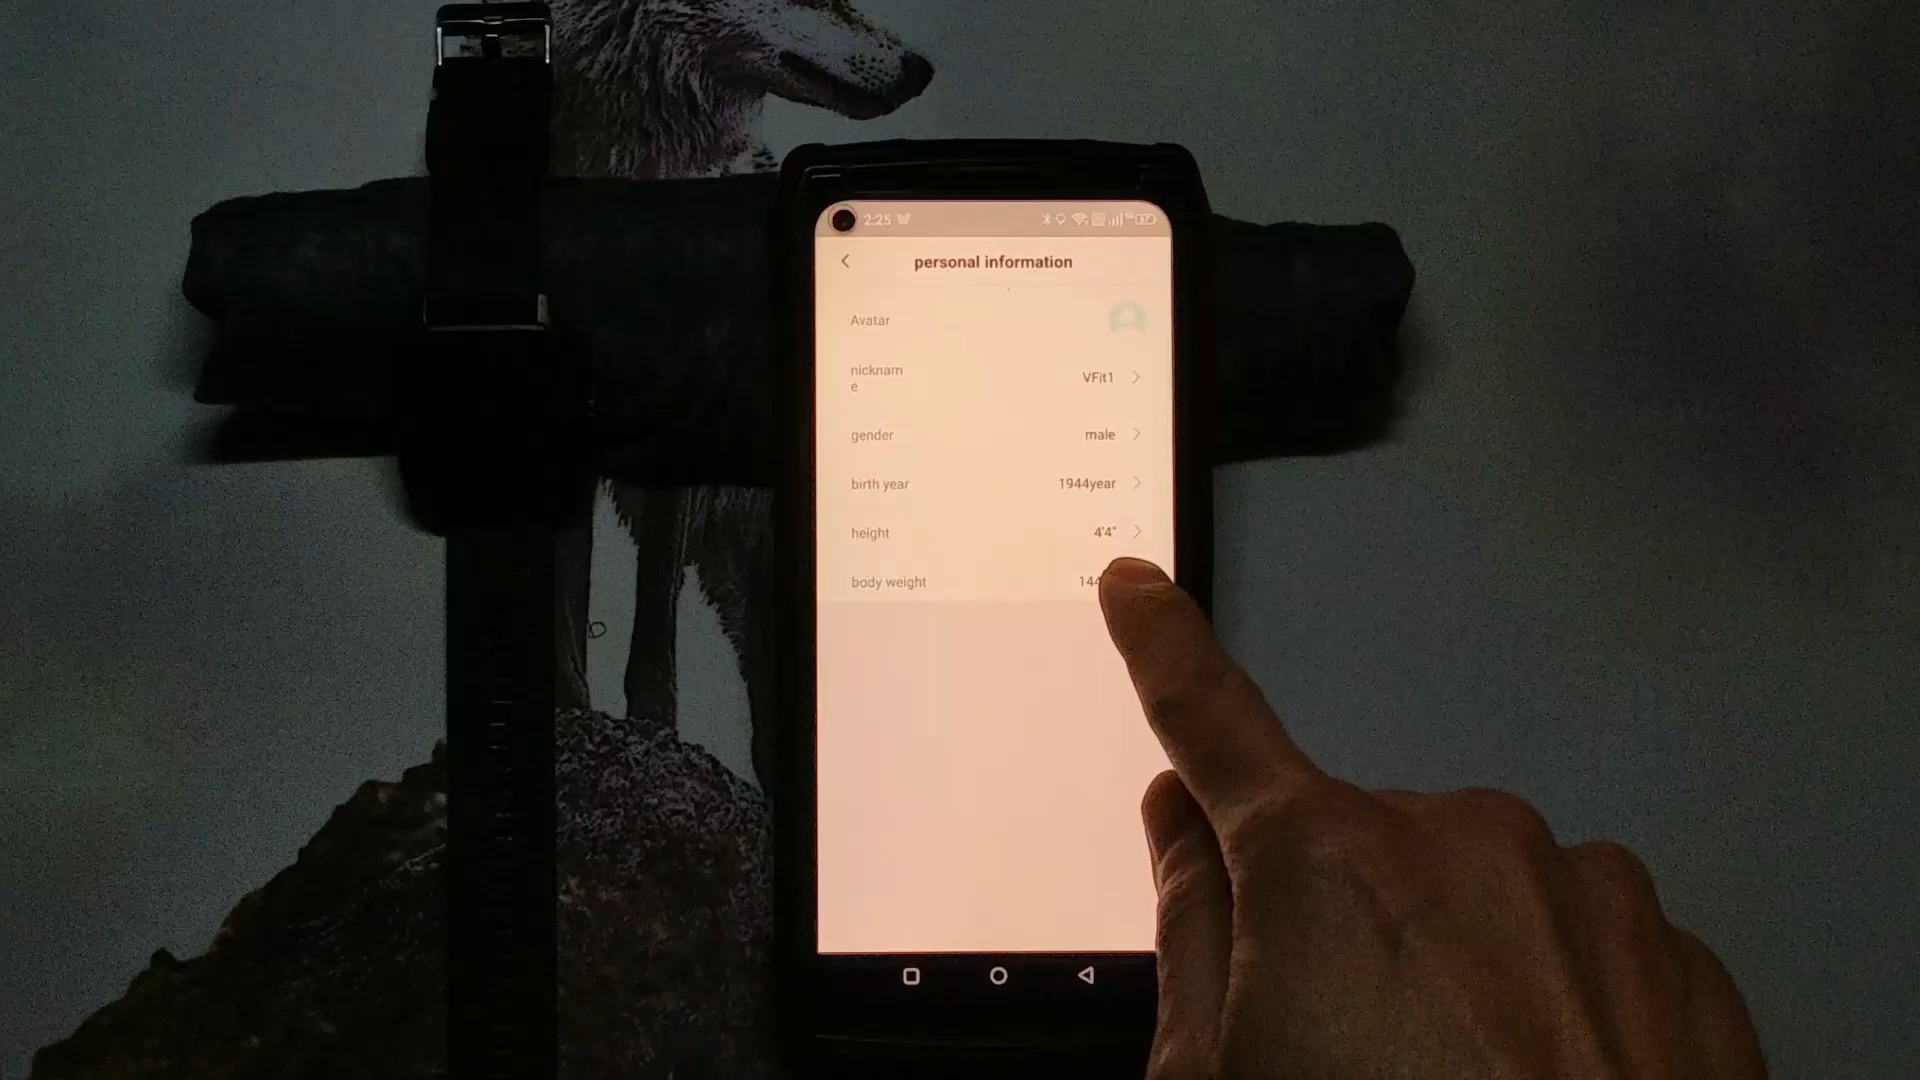 2:25
personal information
Avatar
nicknam
e
VFit1
gender male
birth year 1944year
height 4'4"
body weight 144